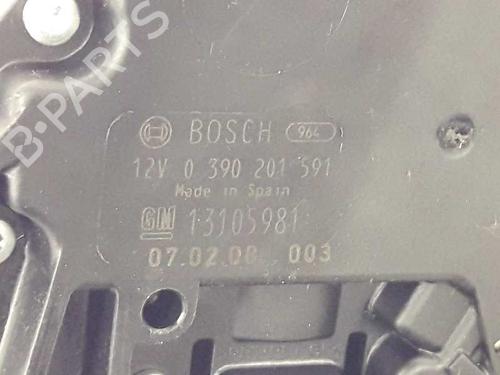 B-PARTS
BOSCH 964
12V 0 390 201 591
Made in Spain
GM 13105981
07.02.08 003